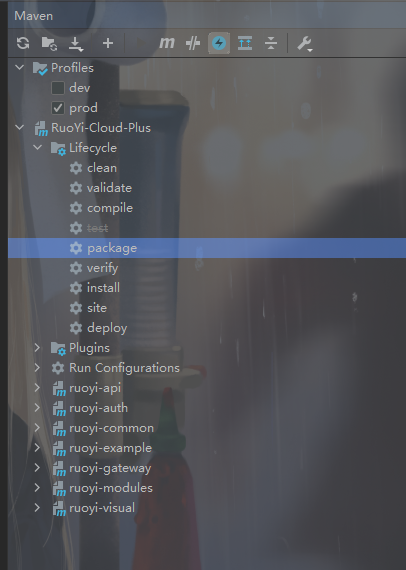 Maven
m
Profiles
dev
prod
RuoYi-Cloud-Plus
Lifecycle
clean
validate
compile
test
package
verify
install
site
deploy
Plugins
Run Configurations
ruoyi-api
ruoyi-auth
ruoyi-common
ruoyi-example
ruoyi-gateway
ruoyi-modules
ruoyi-visual